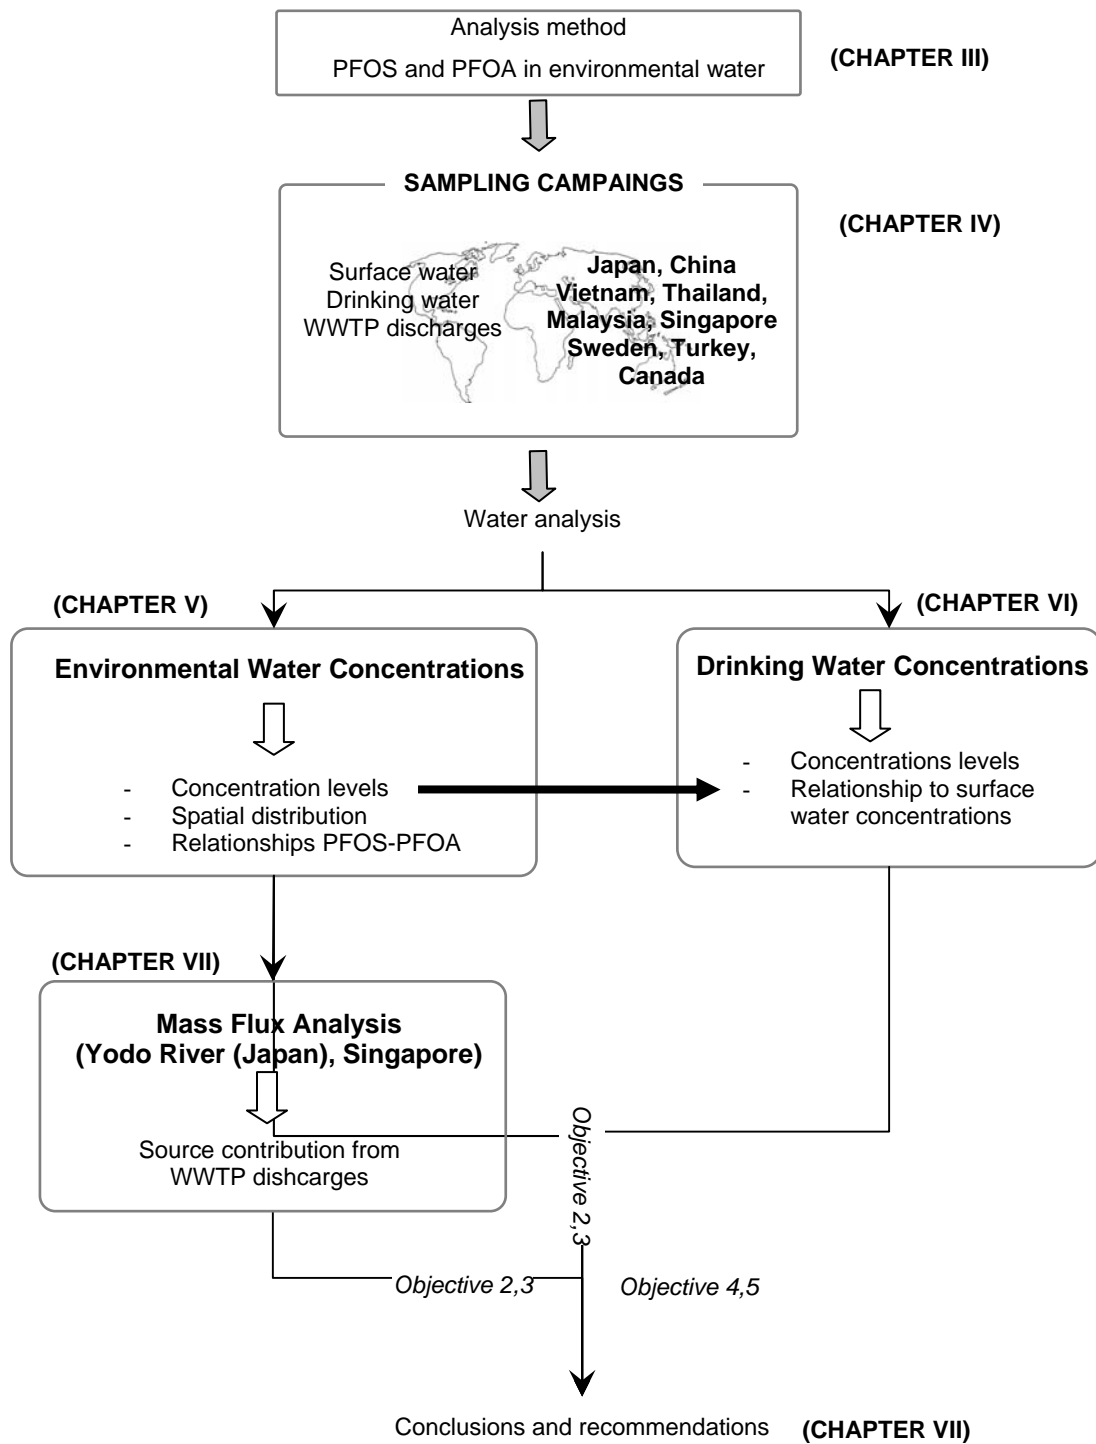 Analysis method
PFOS and PFOA in environmental water
(CHAPTER III)
SAMPLING CAMPAINGS
(CHAPTER IV)
Surface water
Drinking water
WWTP discharges
Japan, China
Vietnam, Thailand,
Malaysia, Singapore
Sweden, Turkey,
Canada
Water analysis
(CHAPTER V)
(CHAPTER VI)
Environmental Water Concentrations
- Concentration levels
- Spatial distribution
- Relationships PFOS-PFOA
Drinking Water Concentrations
- Concentrations levels
- Relationship to surface
water concentrations
(CHAPTER VII)
Mass Flux Analysis
(Yodo River (Japan), Singapore)
Source contribution from
WWTP dishcarges
Objective 2,3
Objective 2,3
Objective 4,5
Conclusions and recommendations
(CHAPTER VII)